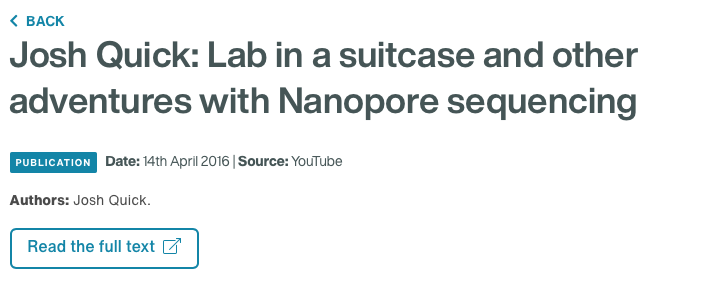 BACK
Josh Quick: Lab in a suitcase and other
adventures with Nanopore sequencing
PUBLICATION Date: 14th April 2016 | Source: YouTube
Authors: Josh Quick.
Read the full text